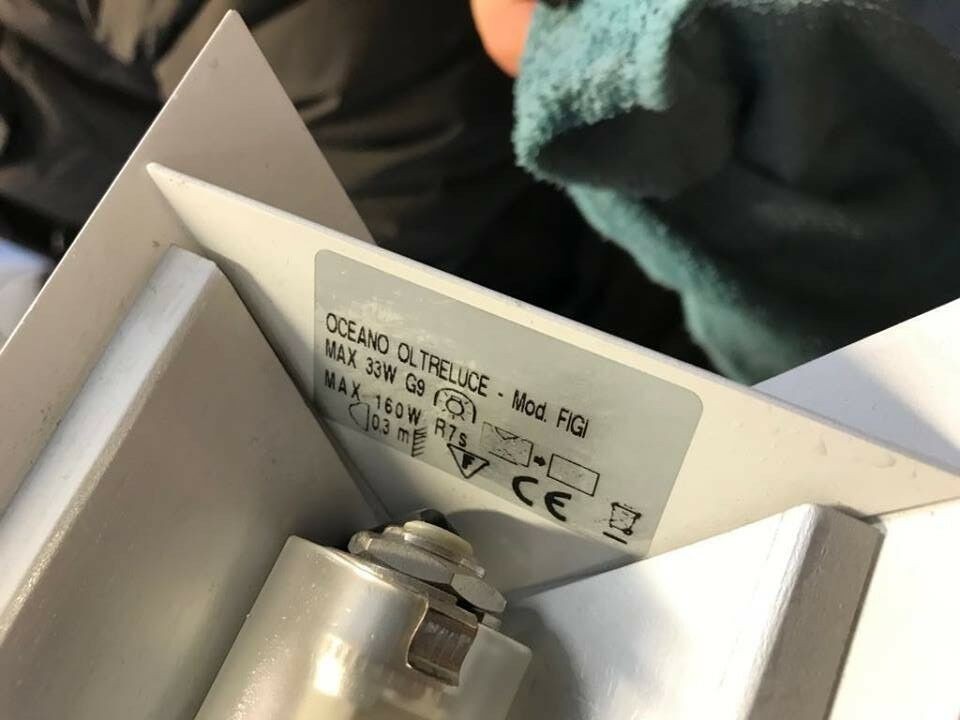 OCEANO OLTRELUCE - Mod. FIGI
MAX 33W G9
MAX 160W R7s
0.3 m
F
CE